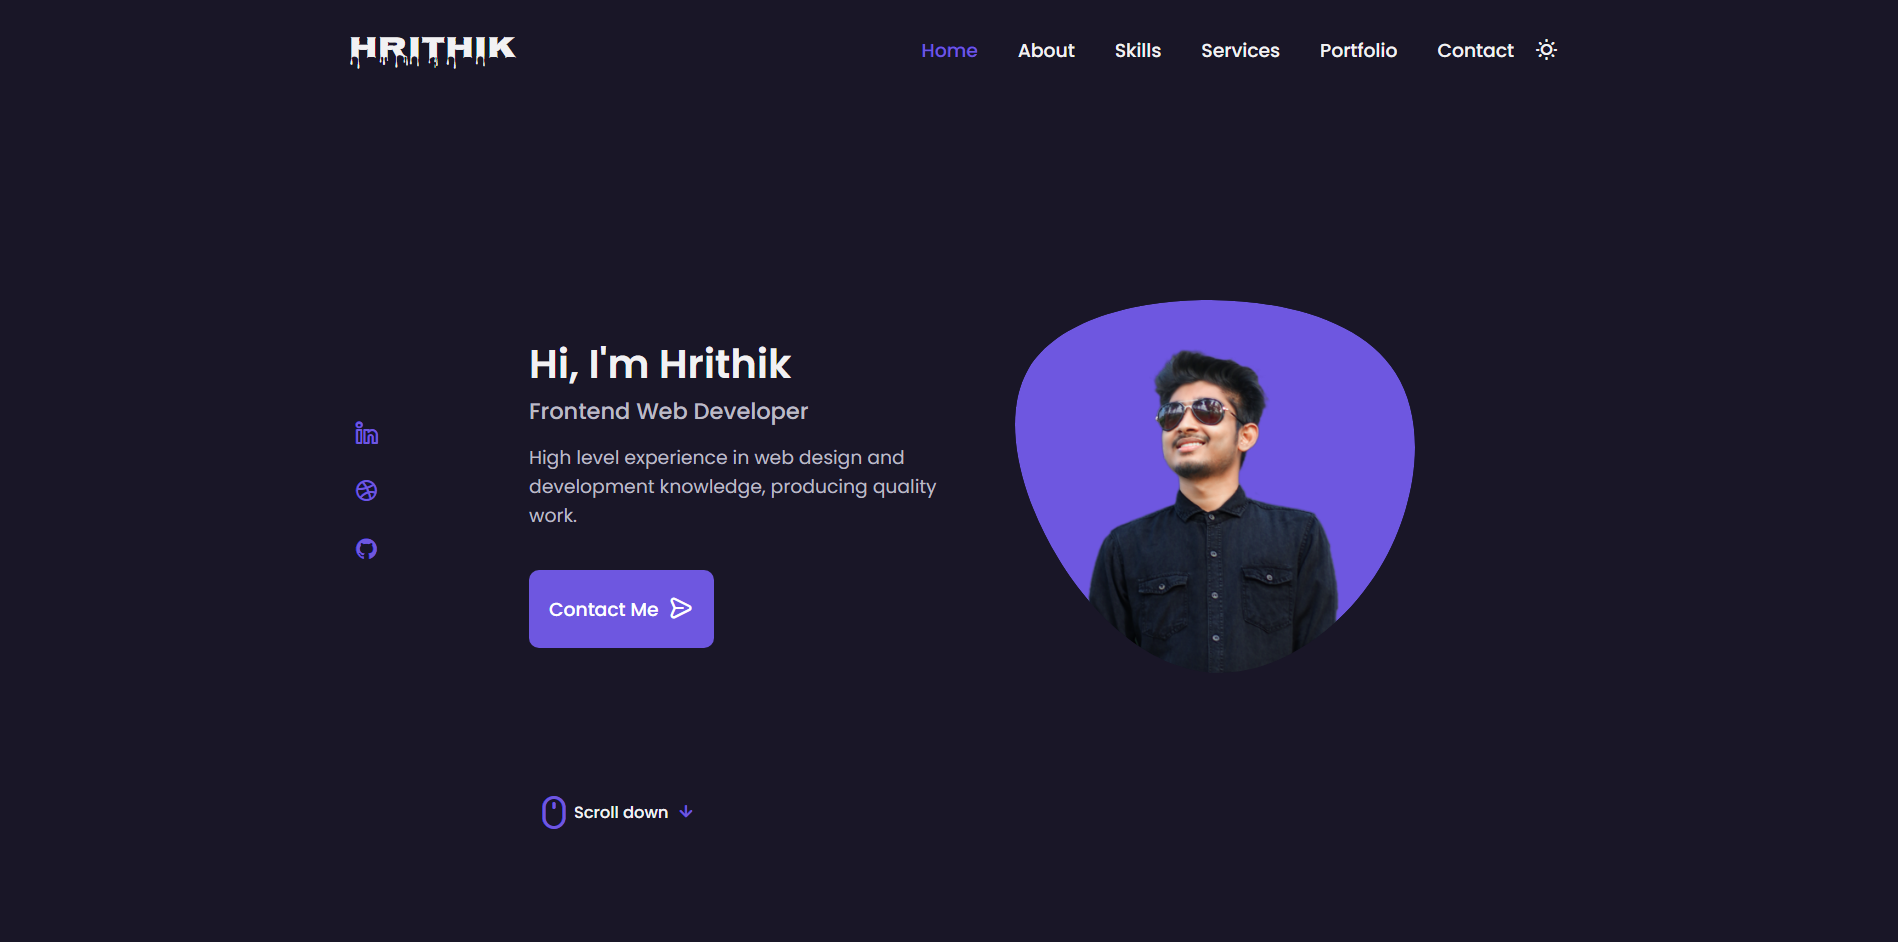 HRITHIK
Home
About
Skills
Services
Portfolio
Contact
Hi, I'm Hrithik
Frontend Web Developer
High level experience in web design and
development knowledge, producing quality
work.
Contact Me
Scroll down